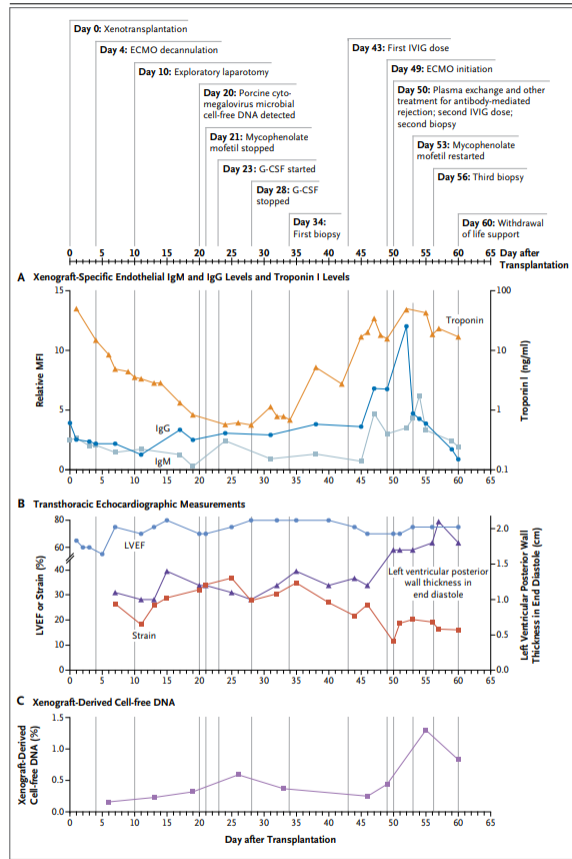 Day 0: Xenotransplantation
Day 4: ECMO decannulation
Day 10: Exploratory laparotomy
Day 20: Porcine cyto-
megalovirus microbial
cell-free DNA detected
Day 21: Mycophenolate
mofetil stopped
Day 23: G-CSF started
Day 28: G-CSF
stopped
Day 34:
First biopsy
Day 43: First IVIG dose
Day 49: ECMO initiation
Day 50: Plasma exchange and other
treatment for antibody-mediated
rejection; second IVIG dose;
second biopsy
Day 53: Mycophenolate
mofetil restarted
Day 56: Third biopsy
Day 60: Withdrawal
of life support
0 5 10 15 20 25 30 35 40 45 50 55 60 65
Day after
Transplantation
A Xenograft-Specific Endothelial IgM and IgG Levels and Troponin I Levels
Relative MFI
15
10
5
0
Troponin
IgG
IgM
100
10
1
0.1
Troponin I (ng/ml)
0 5 10 15 20 25 30 35 40 45 50 55 60 65
B Transthoracic Echocardiographic Measurements
LVEF or Strain (%)
80
60
40
30
20
10
0
LVEF
Strain
Left ventricular posterior
wall thickness in
end diastole
2.0
1.5
1.0
0.5
0.0
Left Ventricular Posterior Wall
Thickness in End Diastole (cm)
0 5 10 15 20 25 30 35 40 45 50 55 60 65
C Xenograft-Derived Cell-free DNA
Xenograft-Derived
Cell-free DNA (%)
1.5
1.0
0.5
0.0
0 5 10 15 20 25 30 35 40 45 50 55 60 65
Day after Transplantation